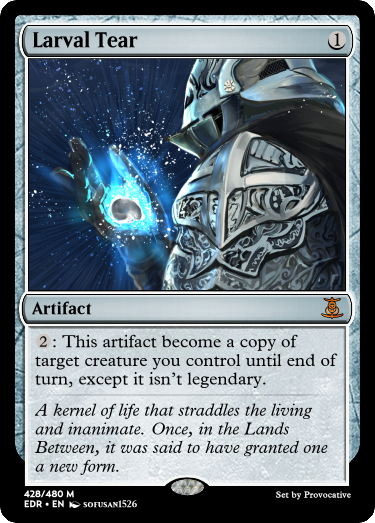 Larval Tear 1
Artifact
2 : This artifact become a copy of
target creature you control until end of
turn, except it isn't legendary.
A kernel of life that straddles the living
and inanimate. Once, in the Lands
Between, it was said to have granted one
a new form.
428/480 M
EDR • EN SOFUSAN1526
Set by Provocative